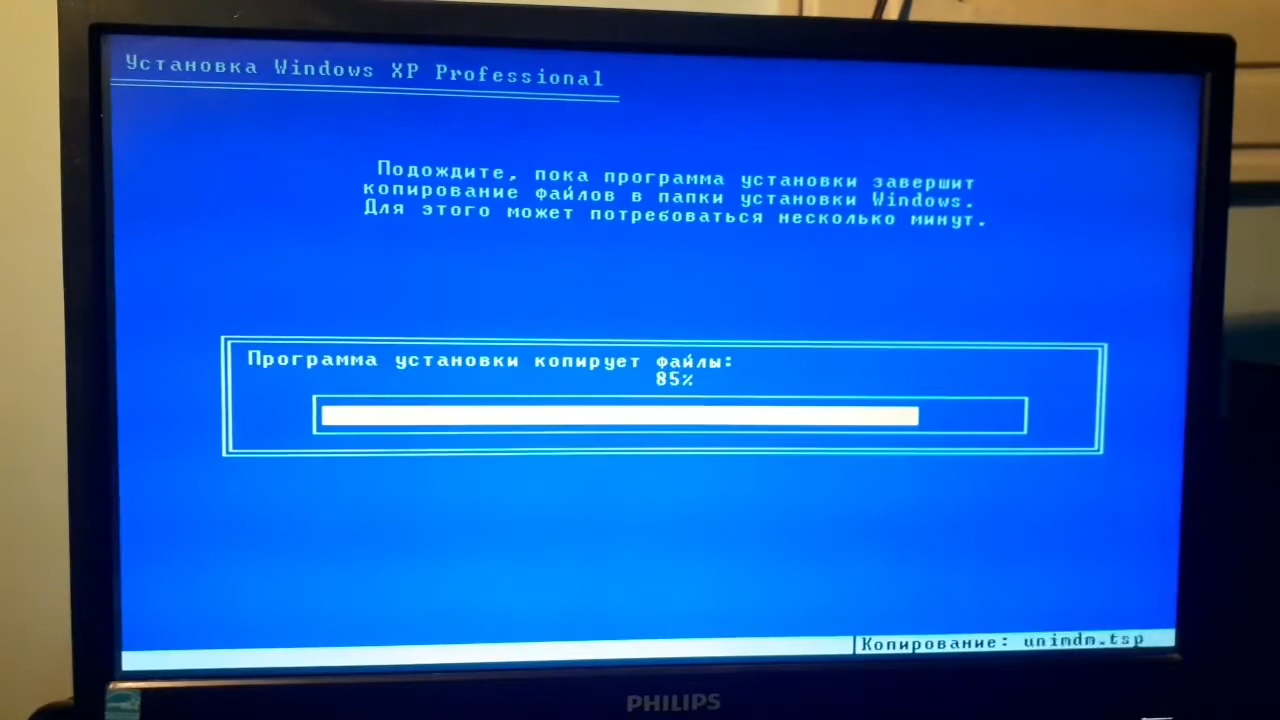 Установка Windows XP Professional
Подождите, пока программа установки завершит
копирование файлов в папки установки Windows.
Для этого может потребоваться несколько минут.
Программа установки копирует файлы:
85%
Копирование: unimdm.tsp
PHILIPS